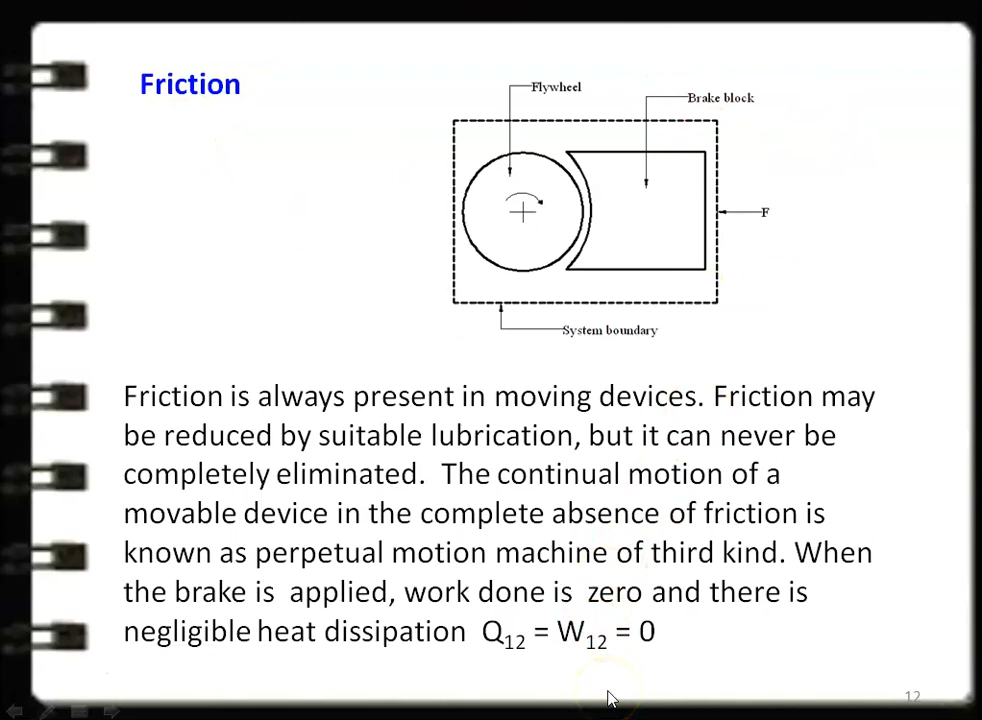 Friction
Flywheel
Brake block
F
System boundary
Friction is always present in moving devices. Friction may
be reduced by suitable lubrication, but it can never be
completely eliminated. The continual motion of a
movable device in the complete absence of friction is
known as perpetual motion machine of third kind. When
the brake is applied, work done is zero and there is
negligible heat dissipation Q₁₂ = W₁₂ = 0
12